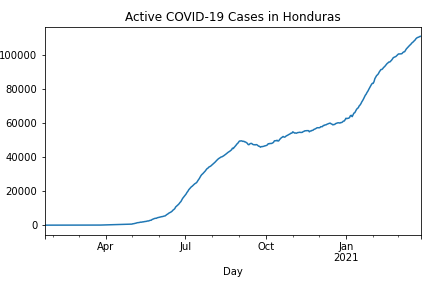 Active COVID-19 Cases in Honduras
100000
80000
60000
40000
20000
0
Apr
Jul
Oct
Jan
2021
Day